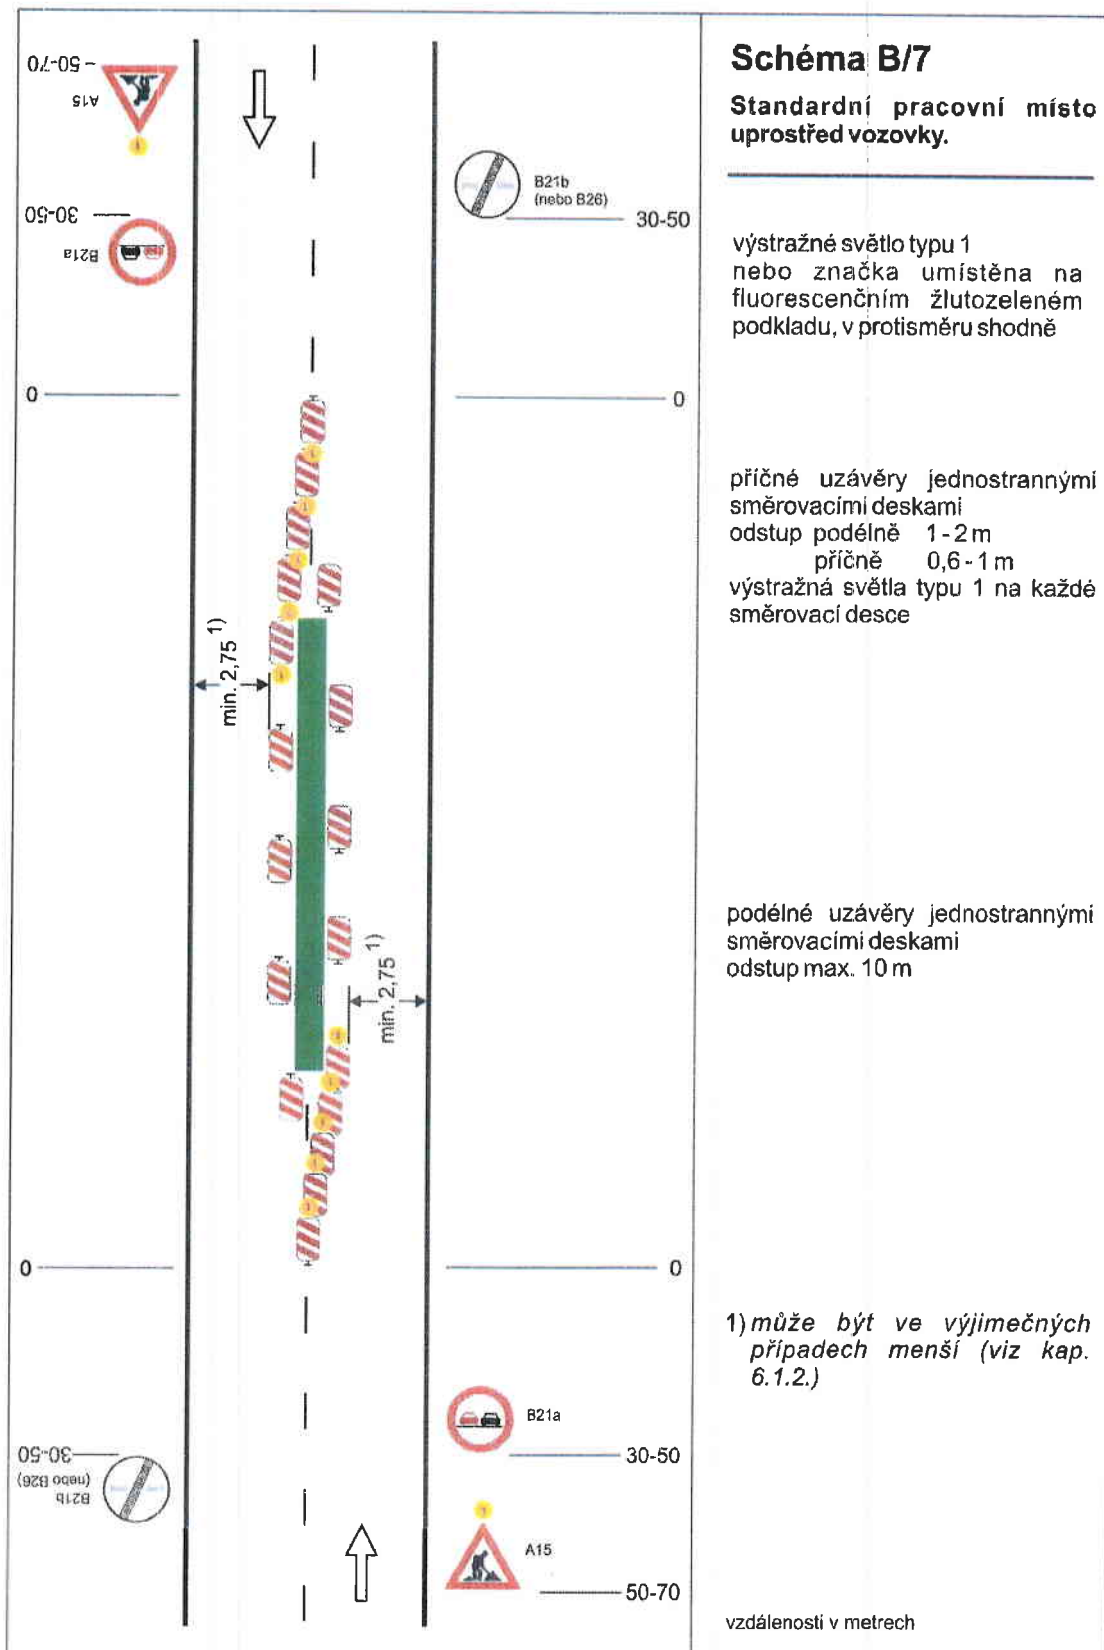 50-70
A15
30-50
B21a
B21b
(nebo B26)
30-50
0
0
min. 2,75 1)
min. 2,75 1)
0
0
B21a
30-50
30-50
B21b
(nebo B26)
A15
50-70
Schéma B/7
Standardní pracovní místo
uprostřed vozovky.
výstražné světlo typu 1
nebo značka umístěna na
fluorescenčním žlutozeleném
podkladu, v protisměru shodně
příčné uzávěry jednostrannými
směrovacími deskami
odstup podélně 1-2 m
příčně 0,6-1 m
výstražná světla typu 1 na každé
směrovací desce
podélné uzávěry jednostrannými
směrovacími deskami
odstup max. 10 m
1) může být ve výjimečných
případech menší (viz kap.
6.1.2.)
vzdálenosti v metrech